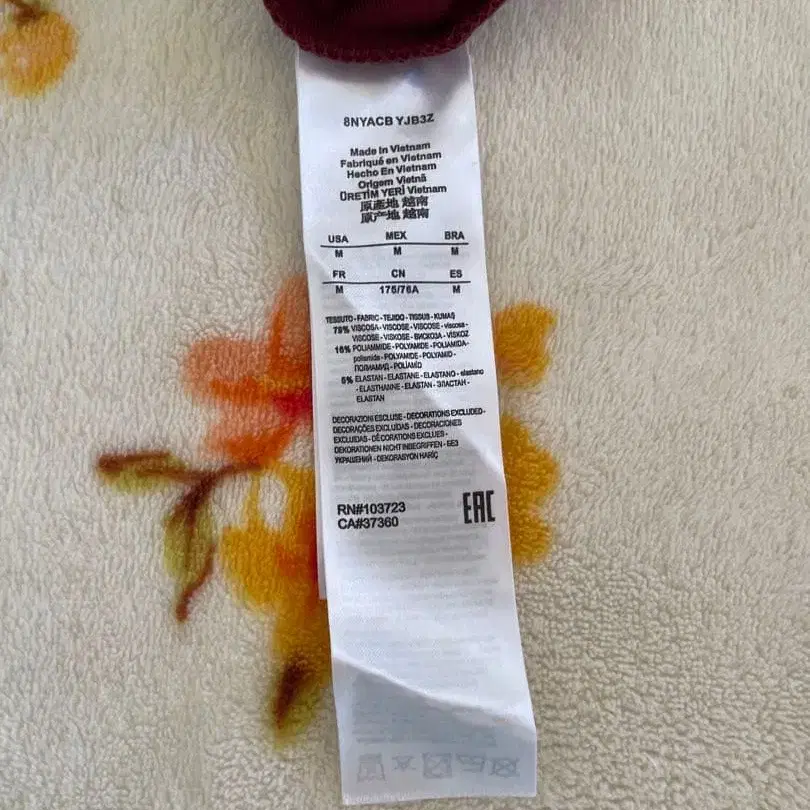 8NYACB YJB3Z
Made in Vietnam
Fabriqué en Vietnam
Hecho En Vietnam
Origem Vietnã
ÜRETİM YERİ Vietnam
原產地 越南
原产地 越南
USA MEX BRA
M M M
FR CN ES
M 175/76A M
TESSUTO - FABRIC - TEJIDO - TISSUS - KUMAŞ
79% VISCOSA - VISCOSE - VISCOSE - viscose -
VISCOSE - VISKOSE - ВИСКОЗА - VİSKOZ
16% POLIAMMIDE - POLYAMIDE - POLIAMIDA -
poliamida - POLYAMIDE - POLYAMID -
ПОЛИАМИД - POLİAMİD
5% ELASTAN - ELASTANE - ELASTANO - elastano
- ELASTHANNE - ELASTAN - ЭЛАСТАН -
ELASTAN
DECORAZIONI ESCLUSE - DECORATIONS EXCLUDED -
DECORAÇÕES EXCLUÍDAS - DECORACIONES
EXCLUIDAS - DÉCORATIONS EXCLUES -
DEKORATIONEN NICHT INBEGRIFFEN - БЕЗ
УКРАШЕНИЙ - DEKORASYON HARİÇ
RN#103723
CA#37360
EAC